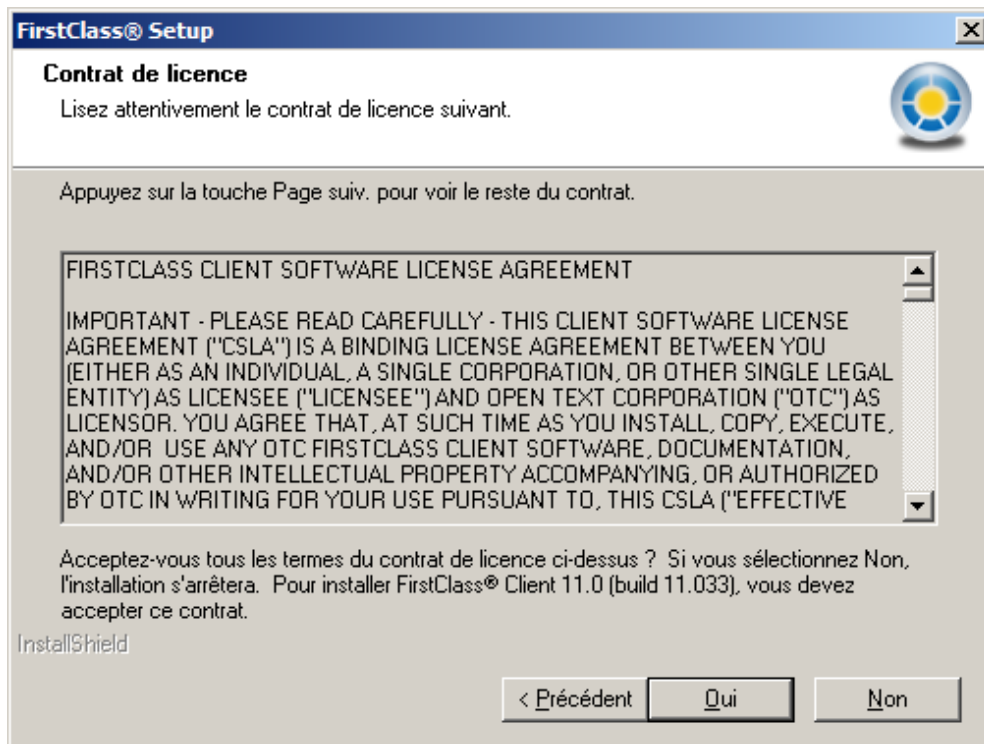 FirstClass® Setup
Contrat de licence
Lisez attentivement le contrat de licence suivant.
Appuyez sur la touche Page suiv. pour voir le reste du contrat.
FIRSTCLASS CLIENT SOFTWARE LICENSE AGREEMENT
IMPORTANT - PLEASE READ CAREFULLY - THIS CLIENT SOFTWARE LICENSE
AGREEMENT ("CSLA") IS A BINDING LICENSE AGREEMENT BETWEEN YOU
(EITHER AS AN INDIVIDUAL, A SINGLE CORPORATION, OR OTHER SINGLE LEGAL
ENTITY) AS LICENSEE ("LICENSEE") AND OPEN TEXT CORPORATION ("OTC") AS
LICENSOR. YOU AGREE THAT, AT SUCH TIME AS YOU INSTALL, COPY, EXECUTE,
AND/OR  USE ANY OTC FIRSTCLASS CLIENT SOFTWARE, DOCUMENTATION,
AND/OR OTHER INTELLECTUAL PROPERTY ACCOMPANYING, OR AUTHORIZED
BY OTC IN WRITING FOR YOUR USE PURSUANT TO, THIS CSLA ("EFFECTIVE
Acceptez-vous tous les termes du contrat de licence ci-dessus ?  Si vous sélectionnez Non,
l'installation s'arrêtera.  Pour installer FirstClass® Client 11.0 (build 11.033), vous devez
accepter ce contrat.
InstallShield
< Précédent
Oui
Non